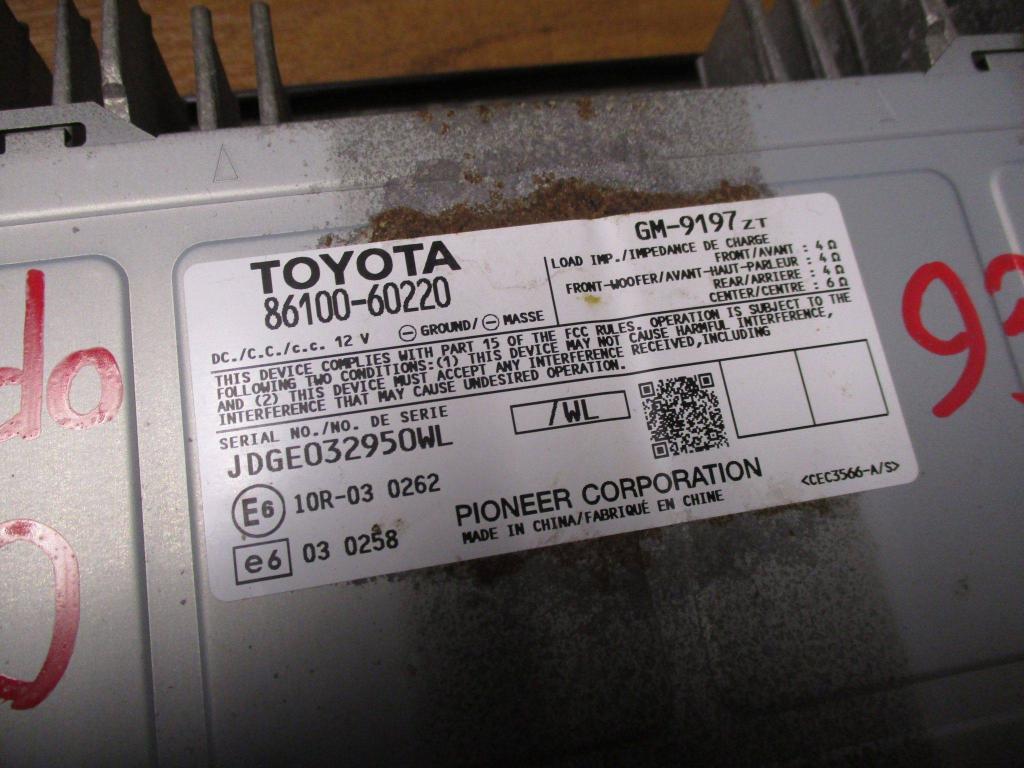 TOYOTA
86100-60220
GM-9197 ZT
LOAD IMP./IMPEDANCE DE CHARGE
FRONT/AVANT : 4Ω
FRONT-WOOFER/AVANT-HAUT-PARLEUR : 4Ω
REAR/ARRIERE : 4Ω
CENTER/CENTRE : 6Ω
DC./C.C./c.c. 12 V ⊖ GROUND/ ⊖ MASSE
THIS DEVICE COMPLIES WITH PART 15 OF THE FCC RULES. OPERATION IS SUBJECT TO THE
FOLLOWING TWO CONDITIONS:(1) THIS DEVICE MAY NOT CAUSE HARMFUL INTERFERENCE,
AND (2) THIS DEVICE MUST ACCEPT ANY INTERFERENCE RECEIVED,INCLUDING
INTERFERENCE THAT MAY CAUSE UNDESIRED OPERATION.
SERIAL NO./NO. DE SERIE
JDGE032950WL
/WL
E6 10R-03 0262
e6 03 0258
PIONEER CORPORATION
MADE IN CHINA/FABRIQUÉ EN CHINE
<CEC3566-A/S>